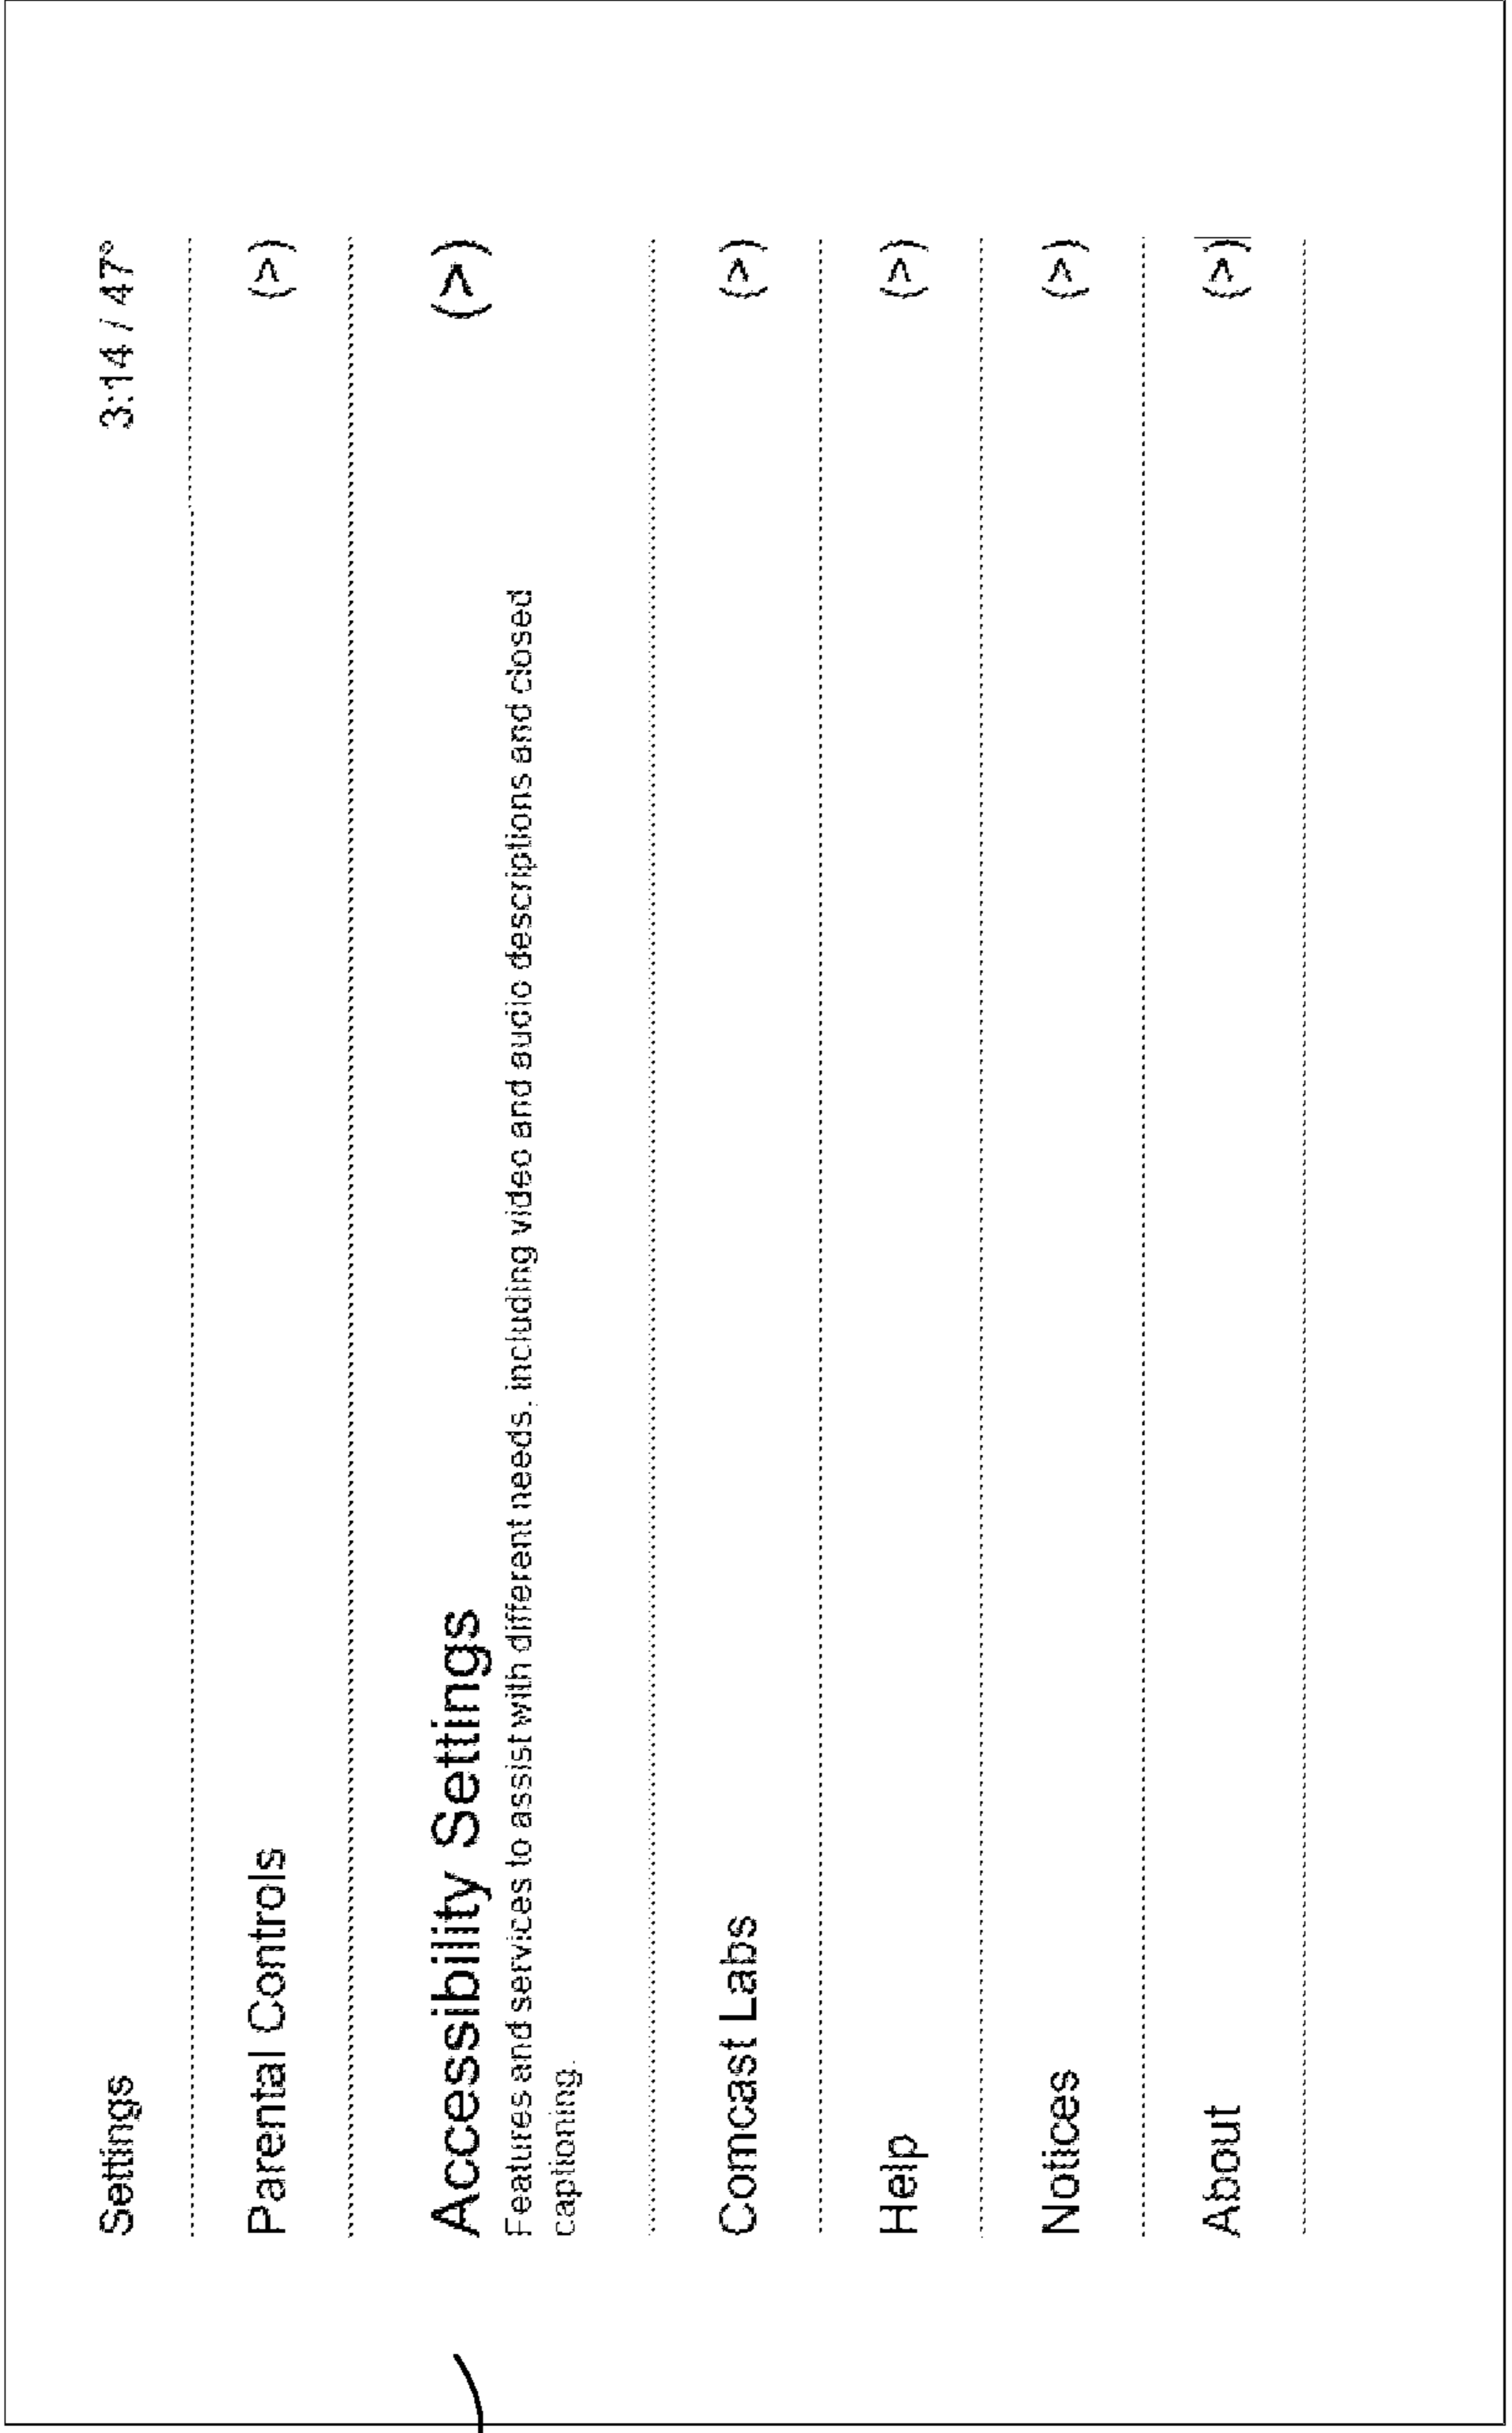 Settings 3:14 / 47°
Parental Controls (>)
Accessibility Settings (>)
Features and services to assist with different needs, including video and audio descriptions and closed
captioning.
Comcast Labs (>)
Help (>)
Notices (>)
About (>)